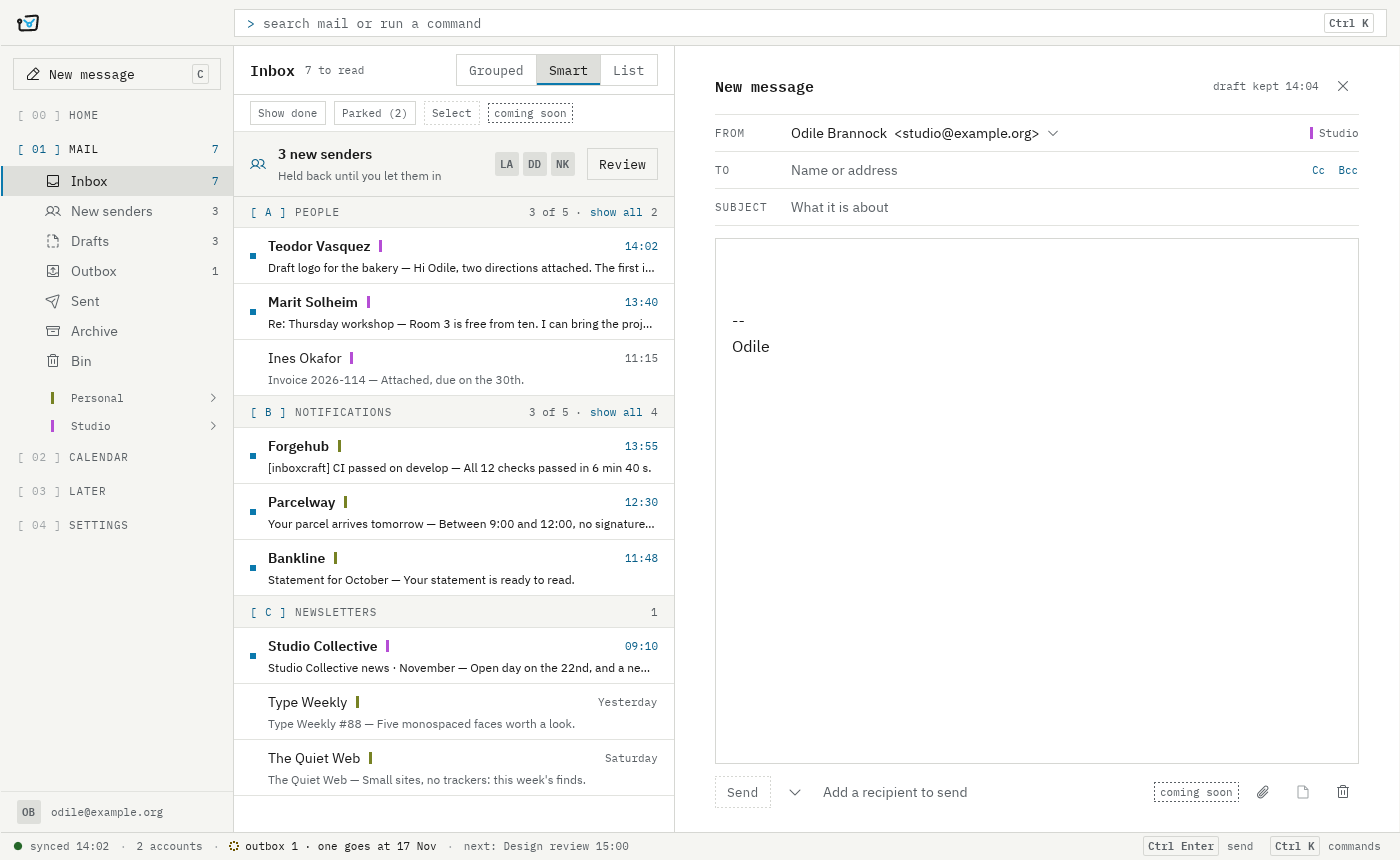 > search mail or run a command
Ctrl K
New message C
[ 00 ] HOME
[ 01 ] MAIL 7
Inbox 7
New senders 3
Drafts 3
Outbox 1
Sent
Archive
Bin
Personal
Studio
[ 02 ] CALENDAR
[ 03 ] LATER
[ 04 ] SETTINGS
OB odile@example.org
Inbox 7 to read
Grouped Smart List
Show done Parked (2) Select coming soon
3 new senders
Held back until you let them in
LA DD NK Review
[ A ] PEOPLE 3 of 5 · show all 2
Teodor Vasquez 14:02
Draft logo for the bakery — Hi Odile, two directions attached. The first i…
Marit Solheim 13:40
Re: Thursday workshop — Room 3 is free from ten. I can bring the proj…
Ines Okafor 11:15
Invoice 2026-114 — Attached, due on the 30th.
[ B ] NOTIFICATIONS 3 of 5 · show all 4
Forgehub 13:55
[inboxcraft] CI passed on develop — All 12 checks passed in 6 min 40 s.
Parcelway 12:30
Your parcel arrives tomorrow — Between 9:00 and 12:00, no signature…
Bankline 11:48
Statement for October — Your statement is ready to read.
[ C ] NEWSLETTERS 1
Studio Collective 09:10
Studio Collective news · November — Open day on the 22nd, and a ne…
Type Weekly Yesterday
Type Weekly #88 — Five monospaced faces worth a look.
The Quiet Web Saturday
The Quiet Web — Small sites, no trackers: this week's finds.
New message draft kept 14:04
FROM Odile Brannock <studio@example.org> Studio
TO Name or address Cc Bcc
SUBJECT What it is about
--
Odile
Send Add a recipient to send coming soon
synced 14:02 · 2 accounts · outbox 1 · one goes at 17 Nov · next: Design review 15:00
Ctrl Enter send Ctrl K commands